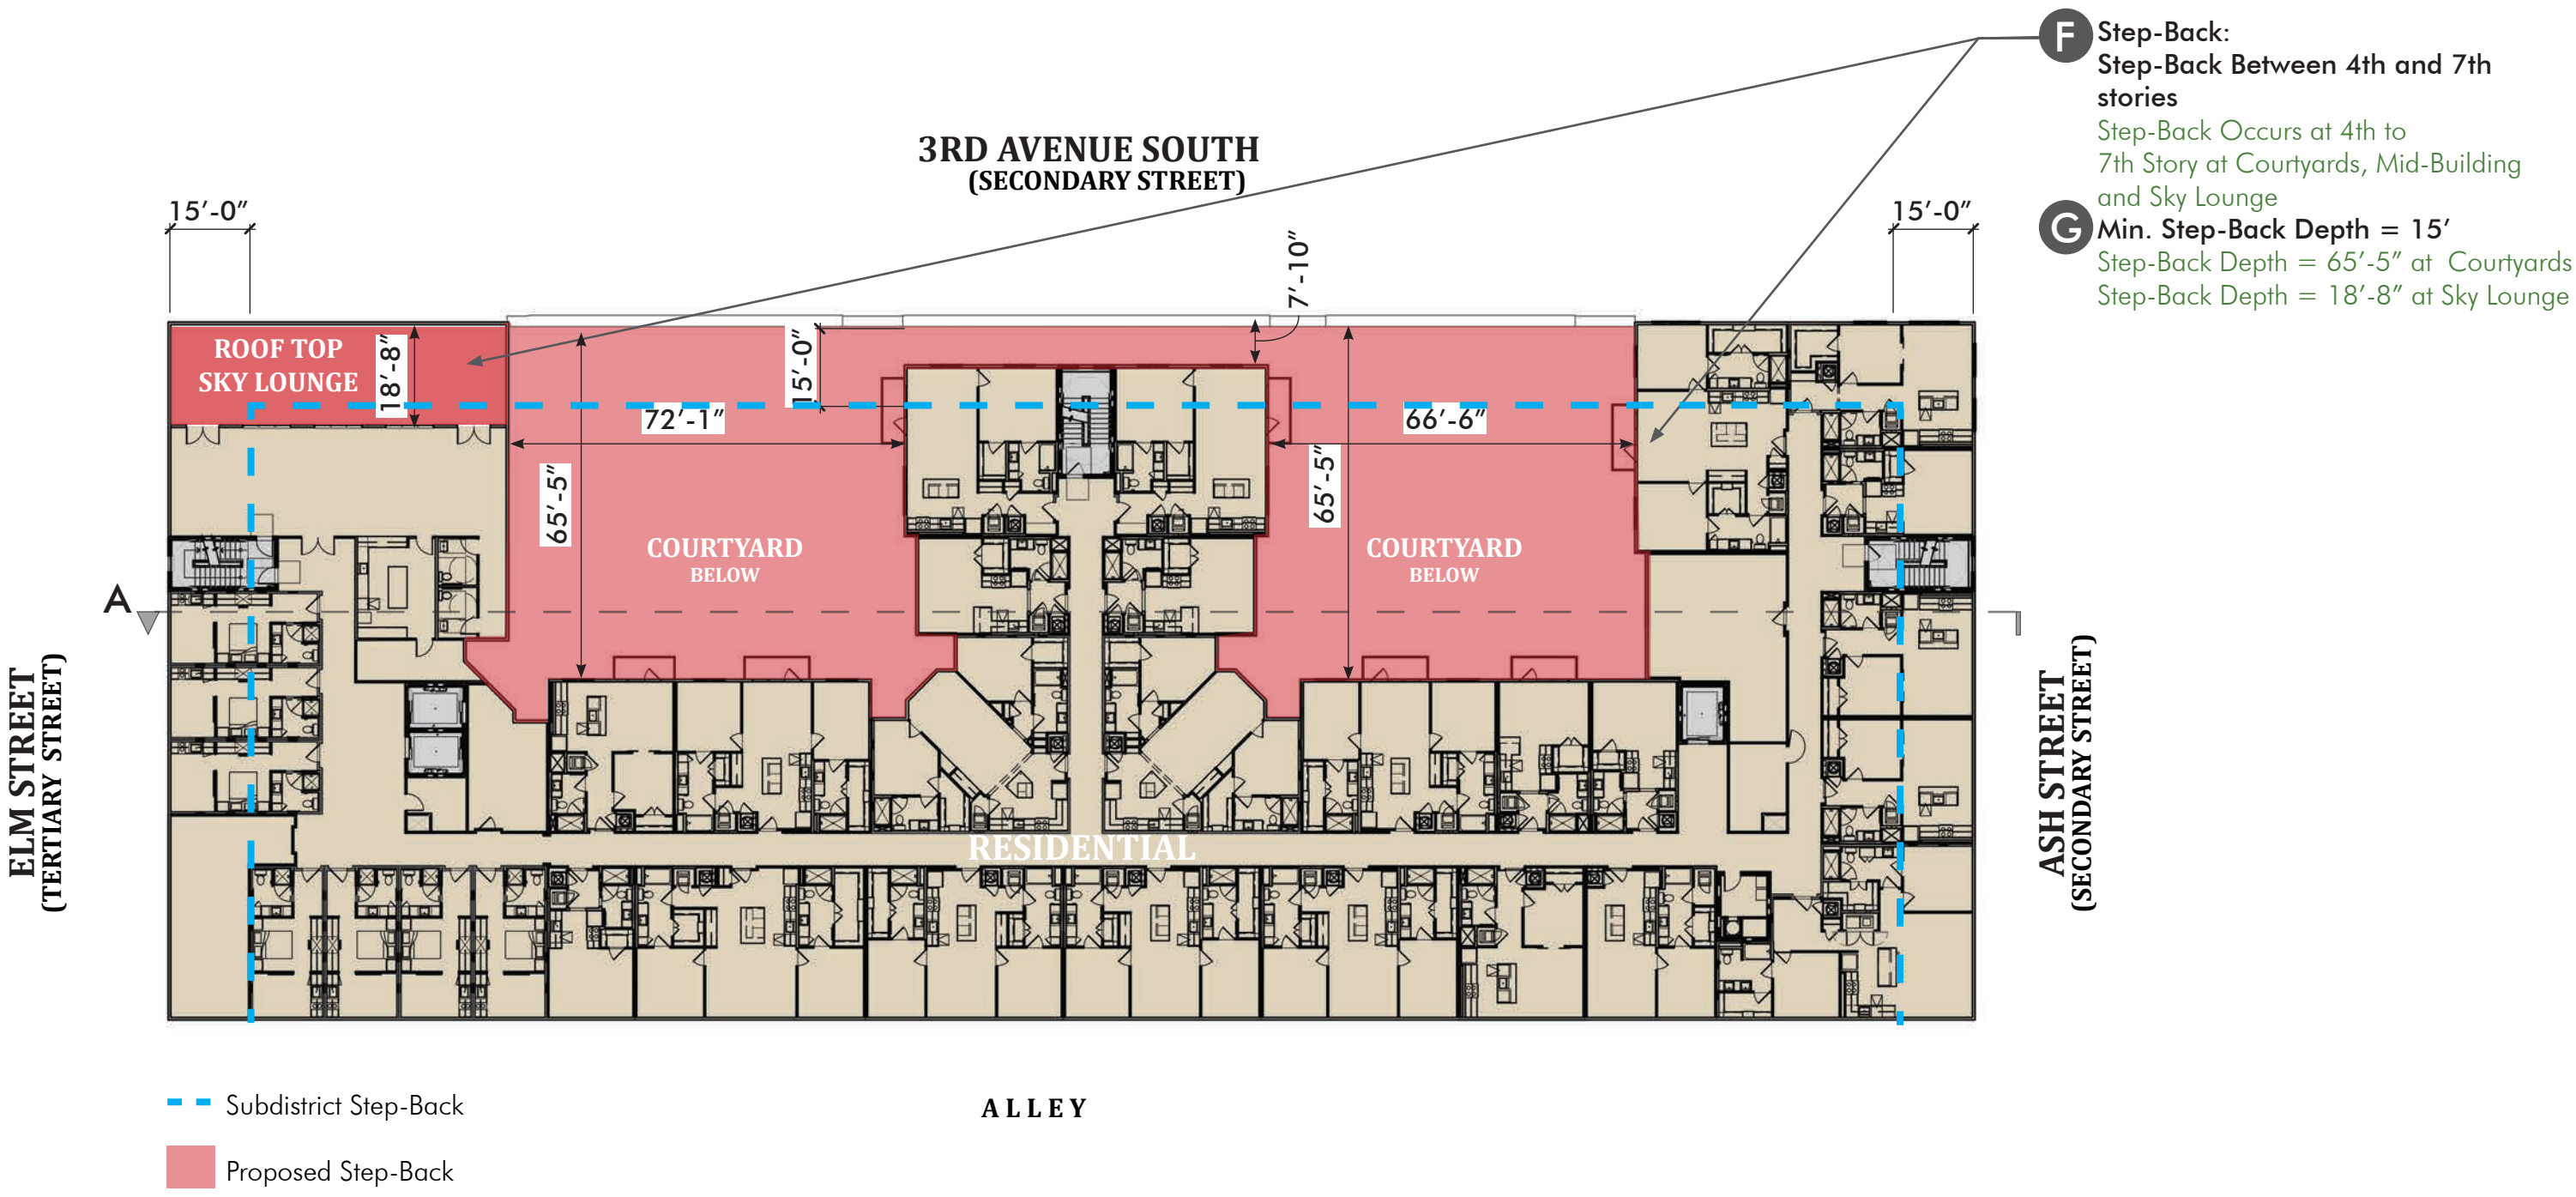 F
Step-Back:
Step-Back Between 4th and 7th
stories
Step-Back Occurs at 4th to
7th Story at Courtyards, Mid-Building
and Sky Lounge
G
Min. Step-Back Depth = 15’
Step-Back Depth = 65’-5” at Courtyards
Step-Back Depth = 18’-8” at Sky Lounge
3RD AVENUE SOUTH
(SECONDARY STREET)
15’-0”
15’-0”
7’-10”
ROOF TOP
SKY LOUNGE
18’-8”
15’-0”
72’-1”
66’-6”
65’-5”
65’-5”
COURTYARD
BELOW
COURTYARD
BELOW
A
ELM STREET
(TERTIARY STREET)
ASH STREET
(SECONDARY STREET)
RESIDENTIAL
Subdistrict Step-Back
ALLEY
Proposed Step-Back